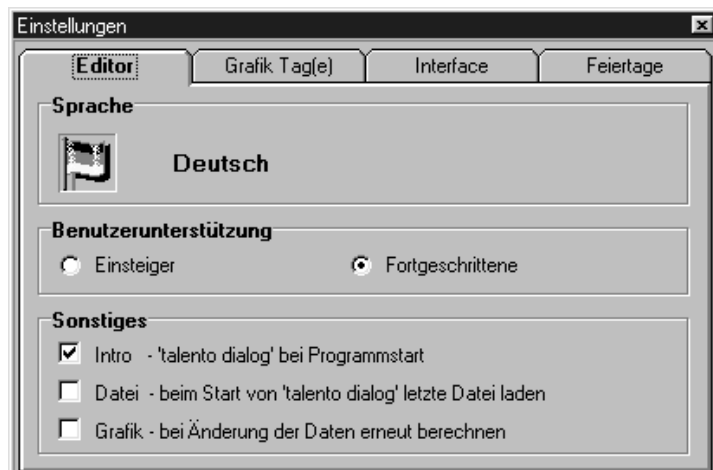 Einstellungen
Editor Grafik Tag(e) Interface Feiertage
Sprache
Deutsch
Benutzerunterstützung
Einsteiger Fortgeschrittene
Sonstiges
Intro - 'talento dialog' bei Programmstart
Datei - beim Start von 'talento dialog' letzte Datei laden
Grafik - bei Änderung der Daten erneut berechnen